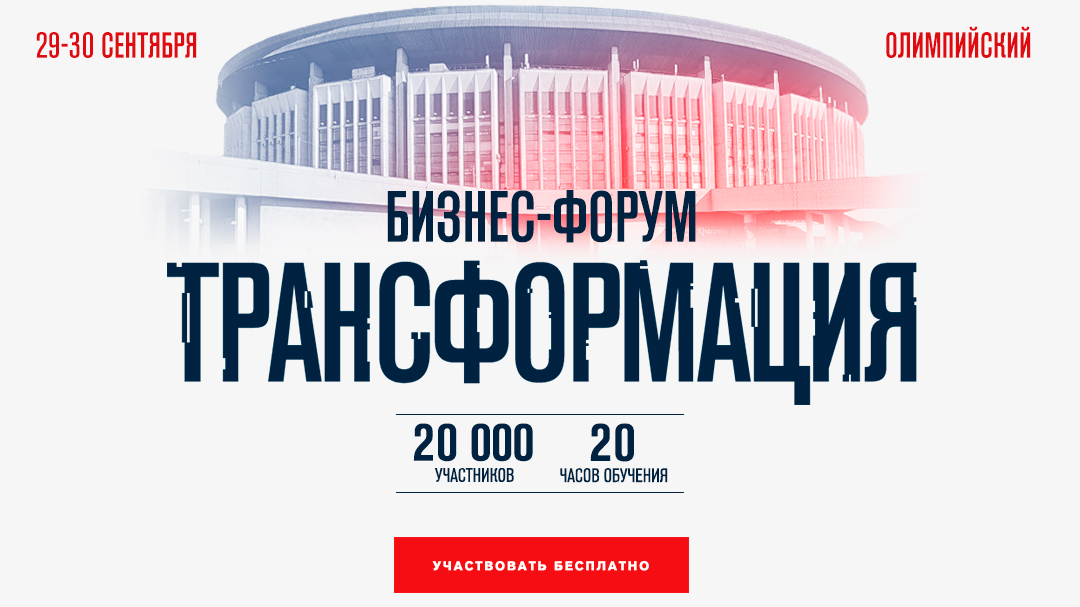 29-30 СЕНТЯБРЯ
ОЛИМПИЙСКИЙ
БИЗНЕС-ФОРУМ
ТРАНСФОРМАЦИЯ
20 000
УЧАСТНИКОВ
20
ЧАСОВ ОБУЧЕНИЯ
УЧАСТВОВАТЬ БЕСПЛАТНО